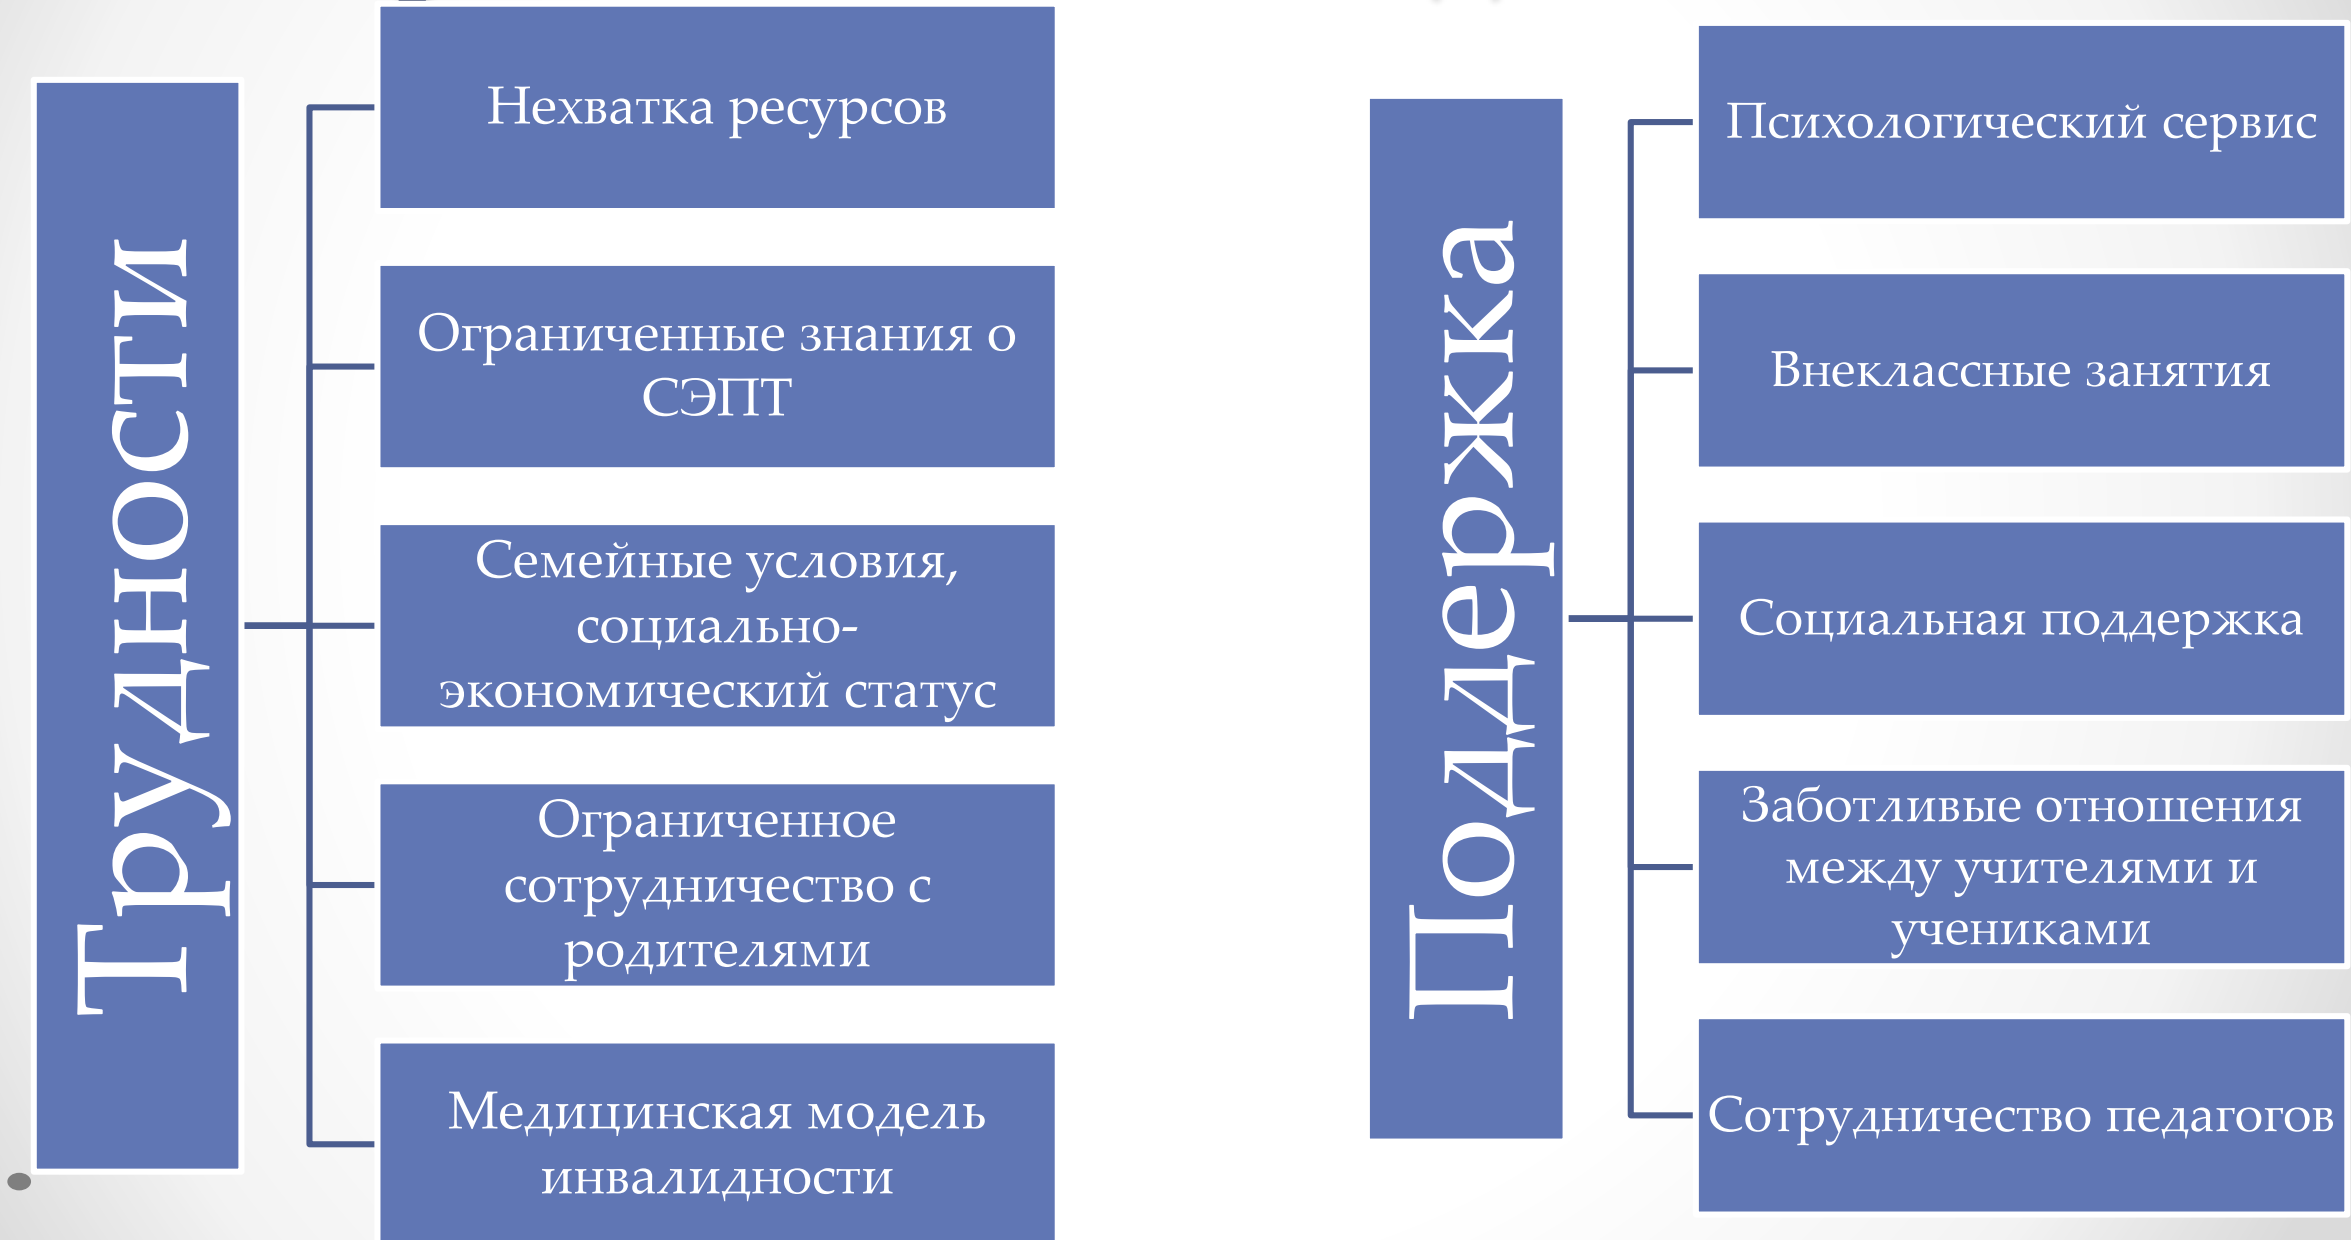 Трудности
Нехватка ресурсов
Ограниченные знания о
СЭПТ
Семейные условия,
социально-
экономический статус
Ограниченное
сотрудничество с
родителями
Медицинская модель
инвалидности
Поддержка
Психологический сервис
Внеклассные занятия
Социальная поддержка
Заботливые отношения
между учителями и
учениками
Сотрудничество педагогов